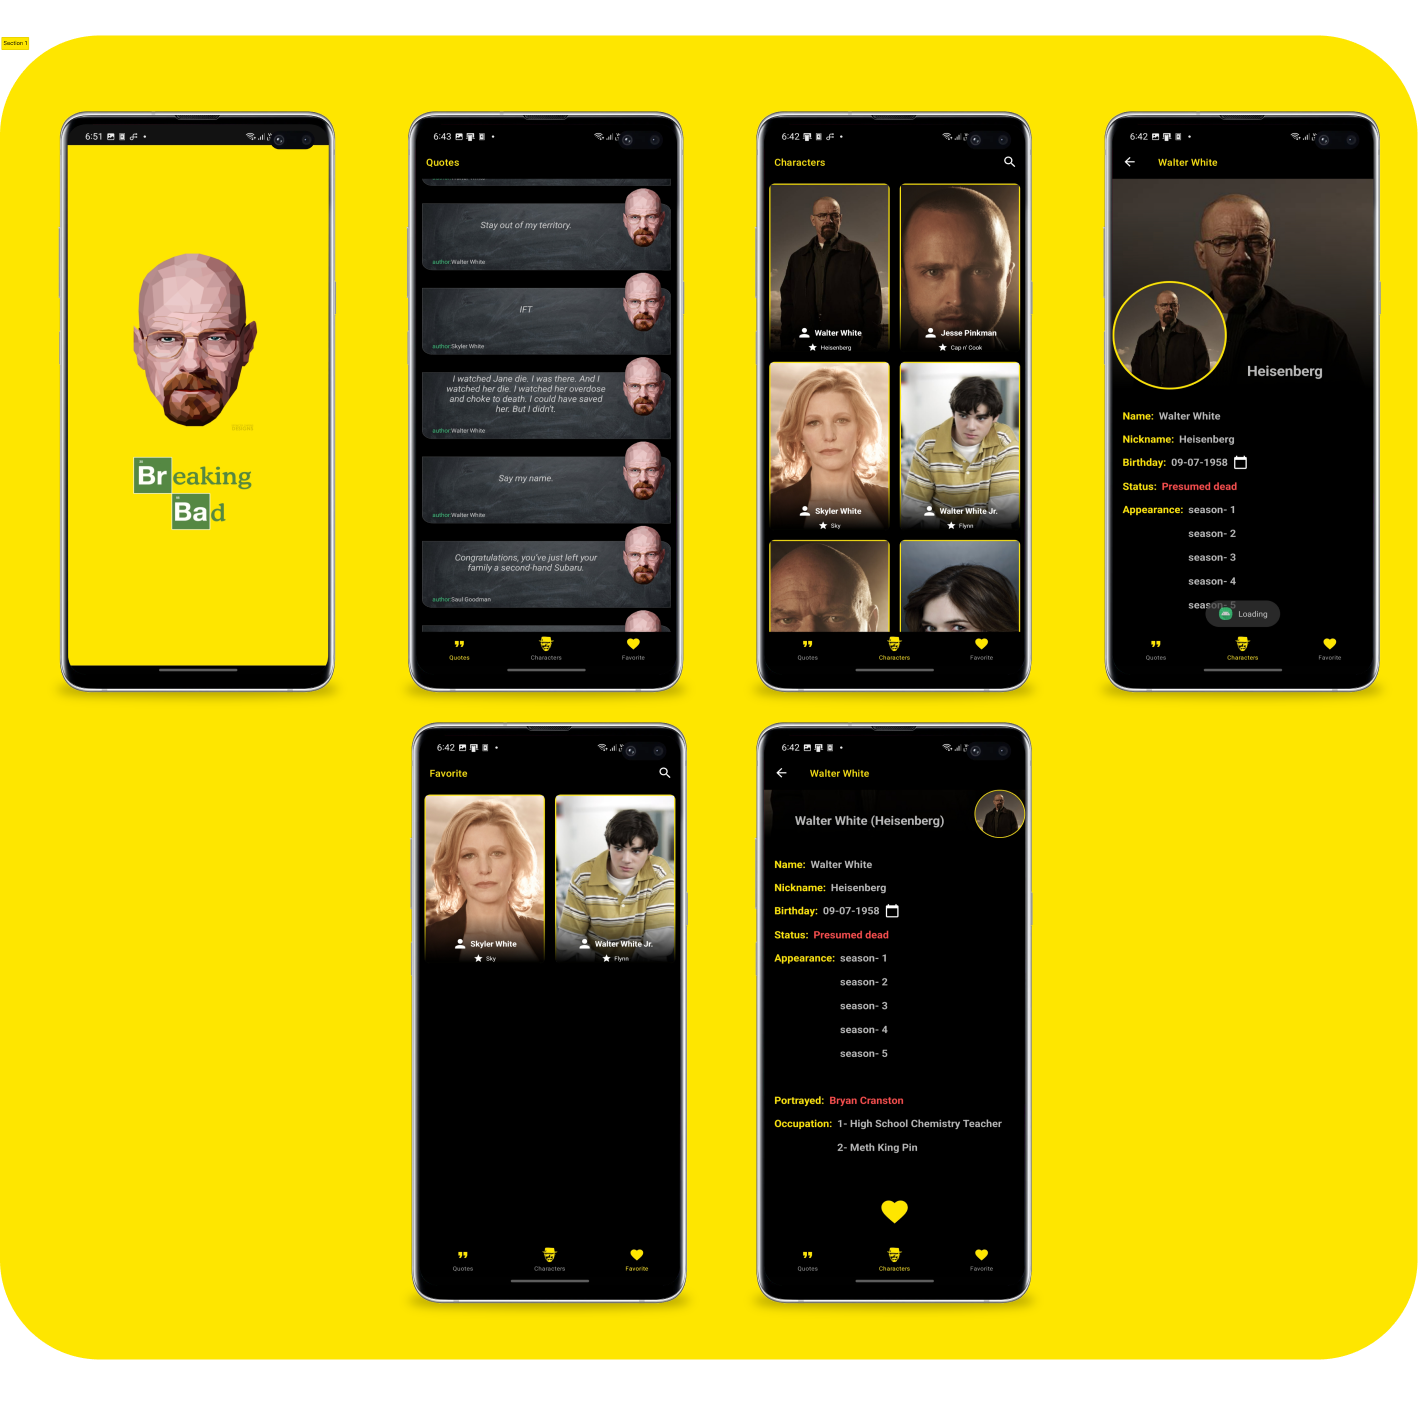 Section 1
6:51
Br eaking
Ba d
6:43
Quotes
Stay out of my territory.
author:Walter White
IFT
author:Skyler White
I watched Jane die. I was there. And I
watched her die. I watched her overdose
and choke to death. I could have saved
her. But I didn't.
author:Walter White
Say my name.
author:Walter White
Congratulations, you've just left your
family a second-hand Subaru.
author:Saul Goodman
Quotes
Characters
Favorite
6:42
Characters
Walter White
Heisenberg
Jesse Pinkman
Cap n' Cook
Skyler White
Sky
Walter White Jr.
Flynn
Quotes
Characters
Favorite
6:42
Walter White
Heisenberg
Name: Walter White
Nickname: Heisenberg
Birthday: 09-07-1958
Status: Presumed dead
Appearance: season- 1
season- 2
season- 3
season- 4
season- 5
Loading
Quotes
Characters
Favorite
6:42
Favorite
Skyler White
Sky
Walter White Jr.
Flynn
Quotes
Characters
Favorite
6:42
Walter White
Walter White (Heisenberg)
Name: Walter White
Nickname: Heisenberg
Birthday: 09-07-1958
Status: Presumed dead
Appearance: season- 1
season- 2
season- 3
season- 4
season- 5
Portrayed: Bryan Cranston
Occupation: 1- High School Chemistry Teacher
2- Meth King Pin
Quotes
Characters
Favorite